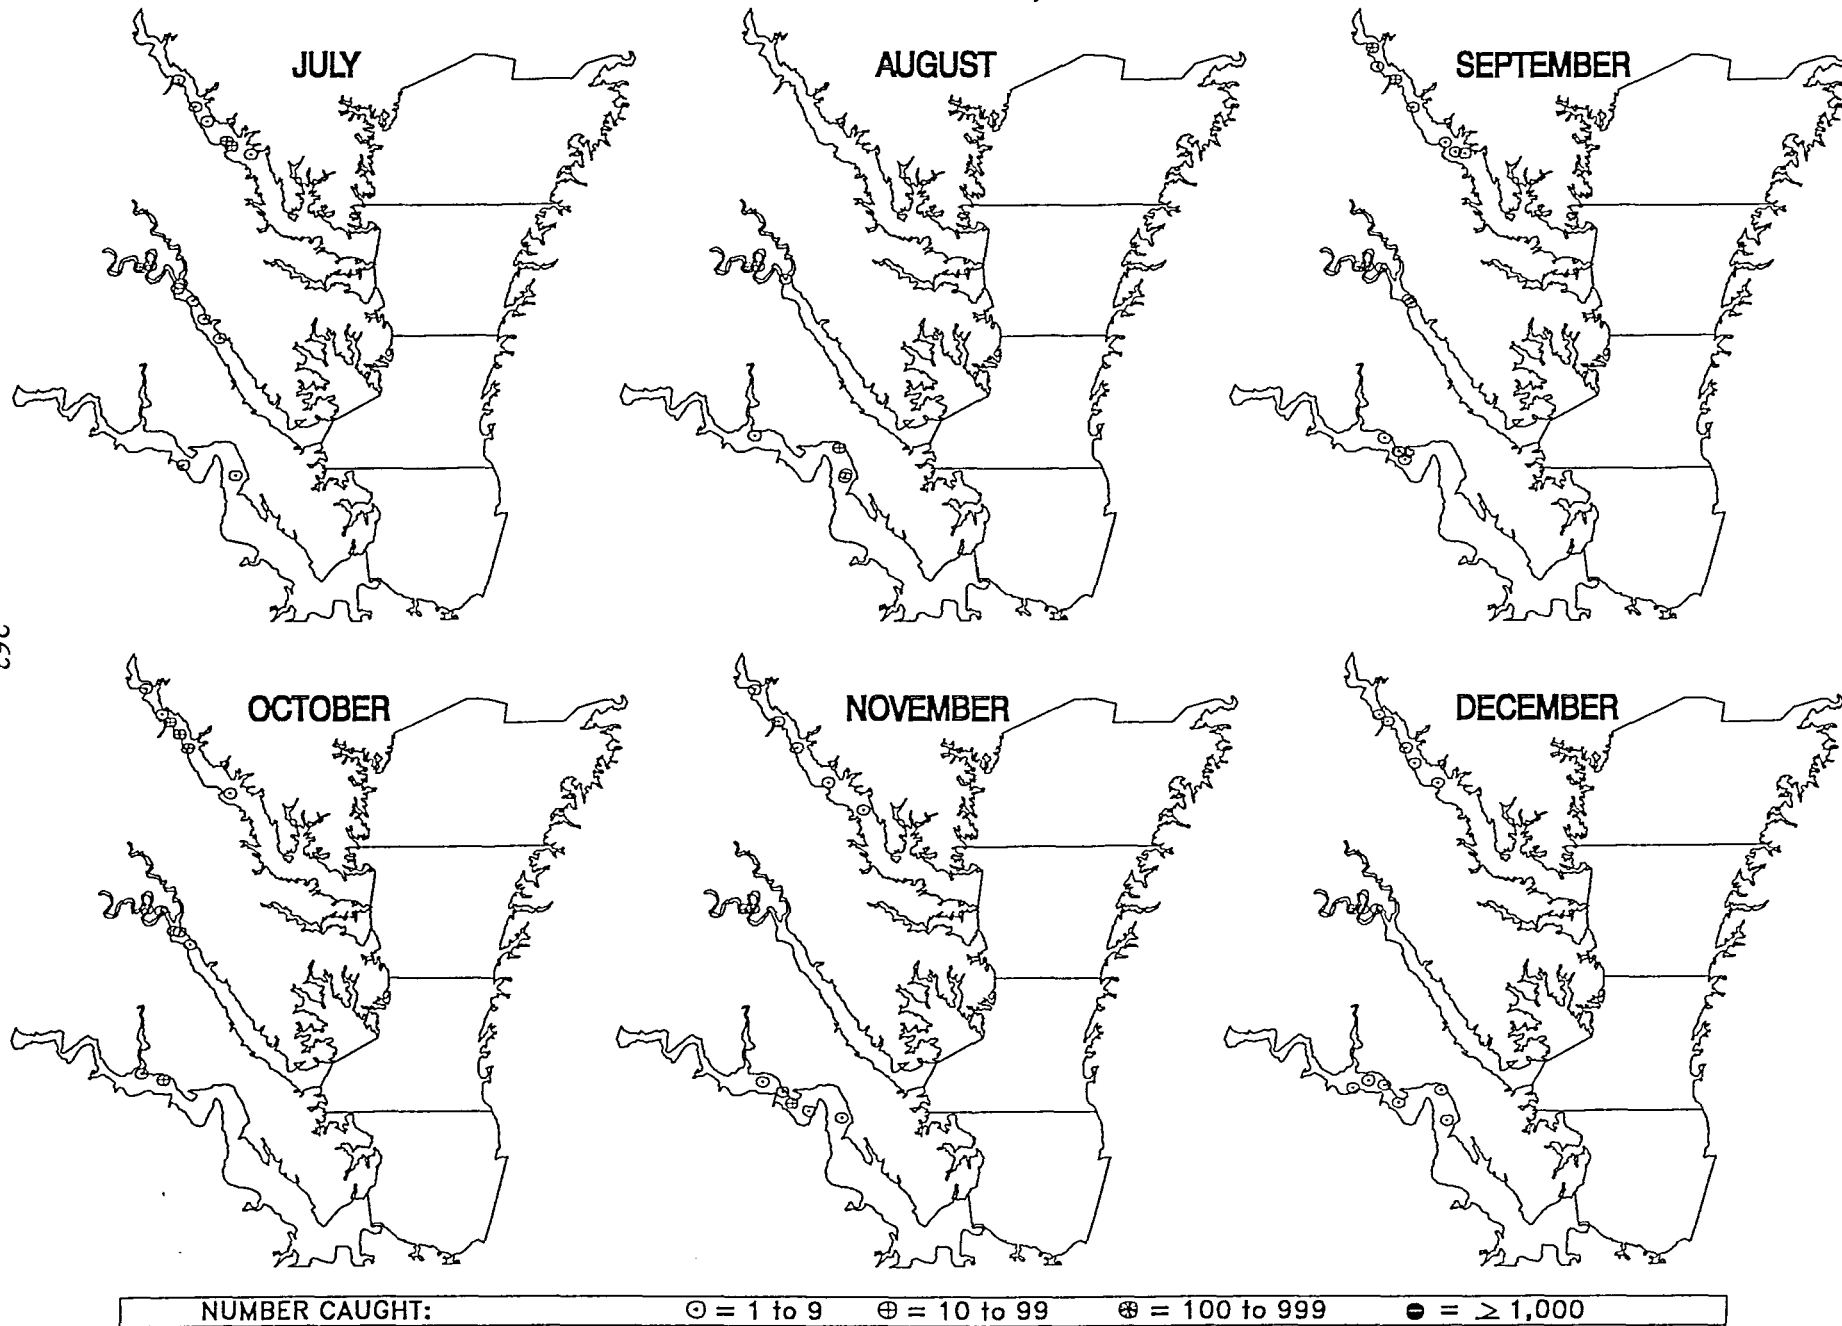 JULY
AUGUST
SEPTEMBER
262
OCTOBER
NOVEMBER
DECEMBER
NUMBER CAUGHT: ⊙ = 1 to 9 ⊕ = 10 to 99 ⊛ = 100 to 999 ⊖ = ≥ 1,000